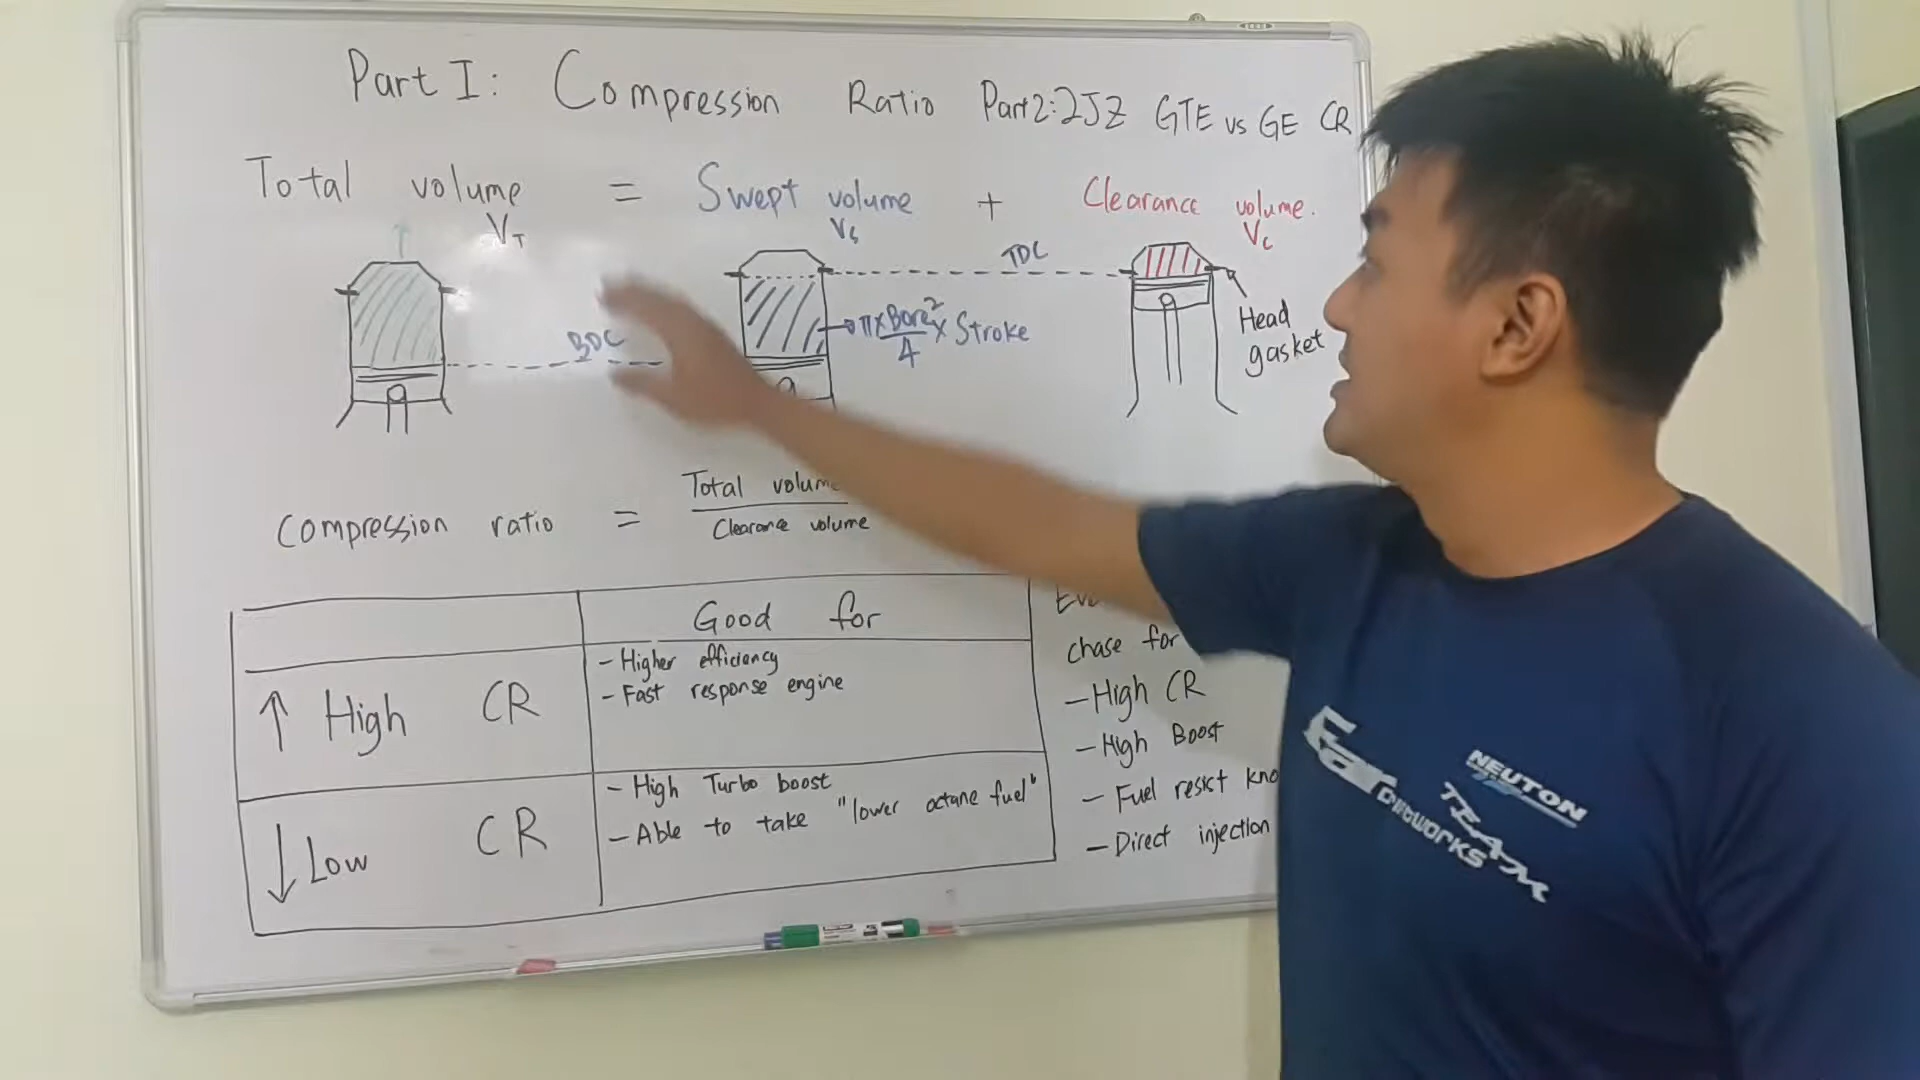 Part I: Compression Ratio Part2:2JZ GTE vs GE CR
Total volume = Swept volume + Clearance volume.
VT
Vs
Vc
TDC
BDC
π x Bore² x Stroke
4
Head
gasket
Compression ratio = Total
Clearance volume
Good for
↑ High CR
- Higher efficiency
- Fast response engine
↓ Low CR
- High Turbo boost
- Able to take "lower octane fuel"
chase for
- High CR
- High Boost
- Fuel resist
- Direct injection
NEUTON
TEAM